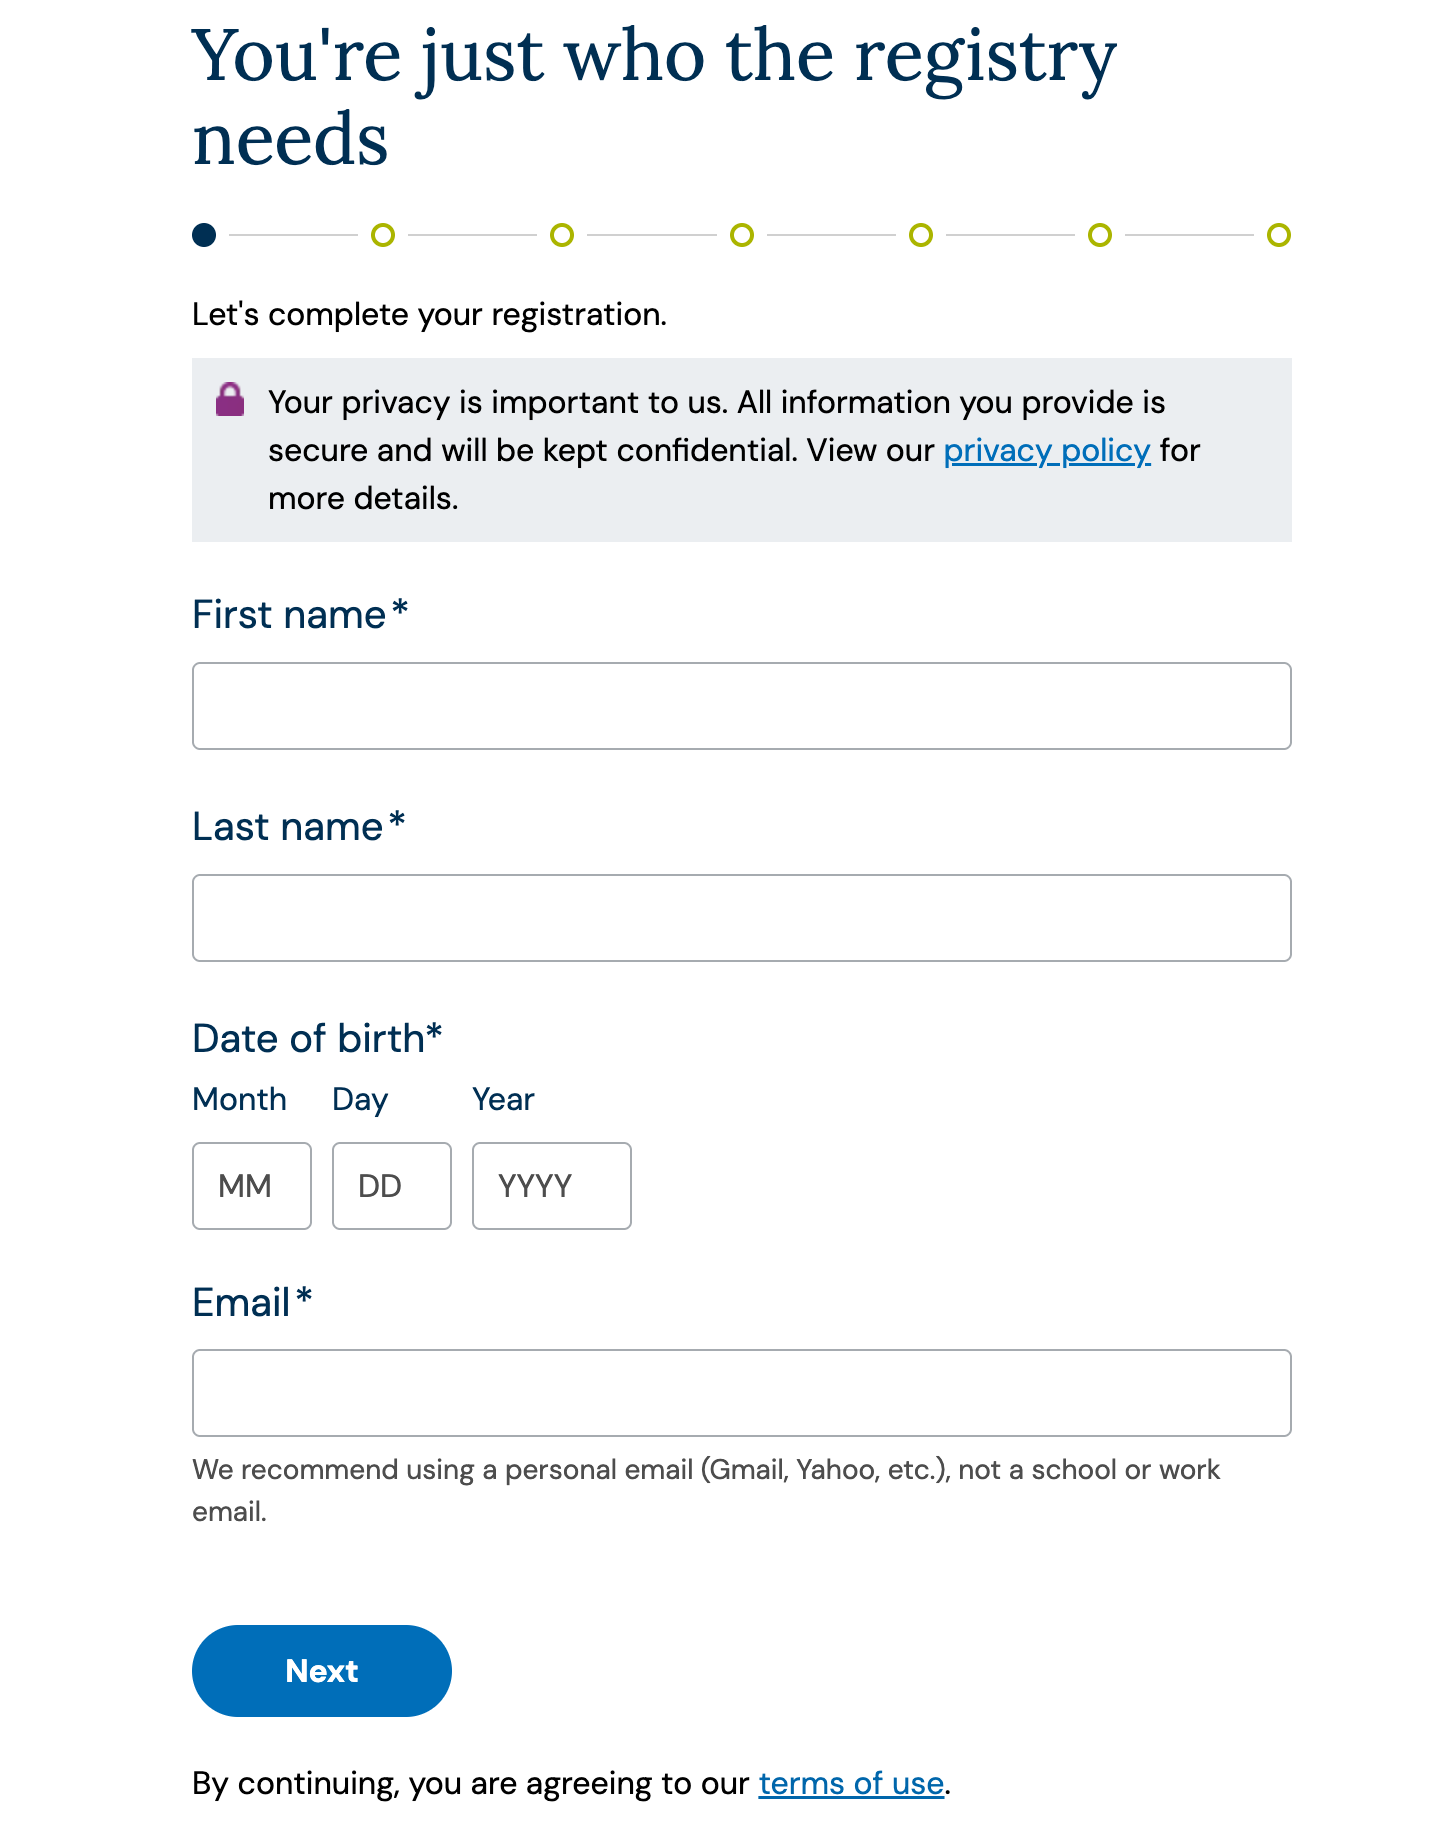 You're just who the registry
needs
Let's complete your registration.
Your privacy is important to us. All information you provide is
secure and will be kept confidential. View our privacy policy for
more details.
First name*
Last name*
Date of birth*
Month Day Year
MM DD YYYY
Email*
We recommend using a personal email (Gmail, Yahoo, etc.), not a school or work
email.
Next
By continuing, you are agreeing to our terms of use.